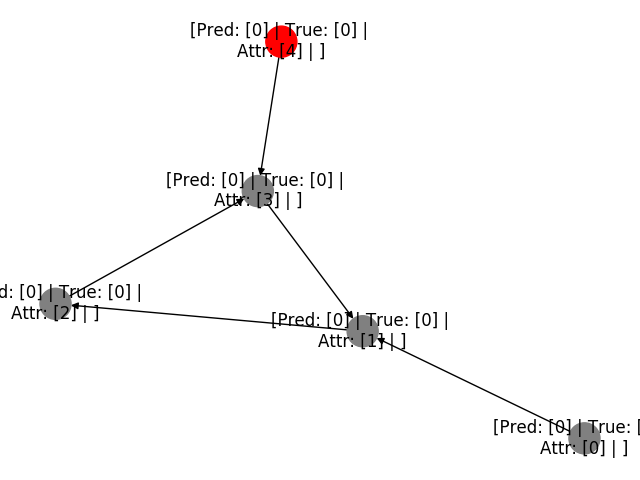 [Pred: [0] | True: [0] |
Attr: [4] | ]
[Pred: [0] | True: [0] |
Attr: [3] | ]
d: [0] | True: [0] |
Attr: [2] | ]
[Pred: [0] | True: [0] |
Attr: [1] | ]
[Pred: [0] | True: [
Attr: [0] | ]